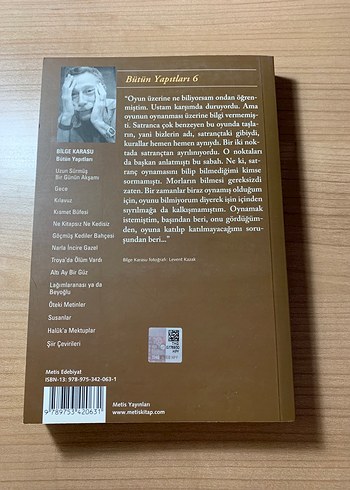 Bütün Yapıtları 6
"Oyun üzerine ne biliyorsam ondan öğren-
miştim. Ustam karşımda duruyordu. Ama
oyunun oynanması üzerine bilgi vermemiş-
ti. Satranca çok benzeyen bu oyunda taşla-
rın, yani bizlerin adı, satrançtaki gibiydi,
kurallar hemen hemen aynıydı. Bir iki nok-
tada satrançtan ayrılınıyordu. O noktaları
da başkan anlatmıştı bu sabah. Ne ki, sat-
ranç oynamasını bilip bilmediğimi kimse
sormamıştı. Morların bilmesi gereksizdi
zaten. Bir zamanlar biraz oynamış olduğum
için, oyunu bilmiyorum diyerek işin içinden
sıyrılmağa da kalkışmamıştım. Oynamak
istemiştim, başından beri, onu gördüğüm-
den, oyuna katılıp katılmayacağımı soru-
şundan beri..."
Bilge Karasu fotoğrafı: Levent Kazak
BİLGE KARASU
Bütün Yapıtları
Uzun Sürmüş
Bir Günün Akşamı
Gece
Kılavuz
Kısmet Büfesi
Ne Kitapsız Ne Kedisiz
Göçmüş Kediler Bahçesi
Narla İncire Gazel
Troya'da Ölüm Vardı
Altı Ay Bir Güz
Lağımlaranası ya da
Beyoğlu
Öteki Metinler
Susanlar
Halûk'a Mektuplar
Şiir Çevirileri
Metis Edebiyat
ISBN-13: 978-975-342-063-1
9 789753 420631
Metis Yayınları
www.metiskitap.com